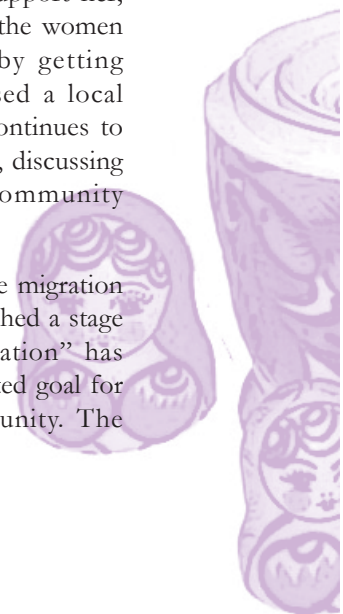 upport her,
the women
by getting
sed a local
ontinues to
, discussing
ommunity
e migration
hed a stage
ation” has
ted goal for
unity. The